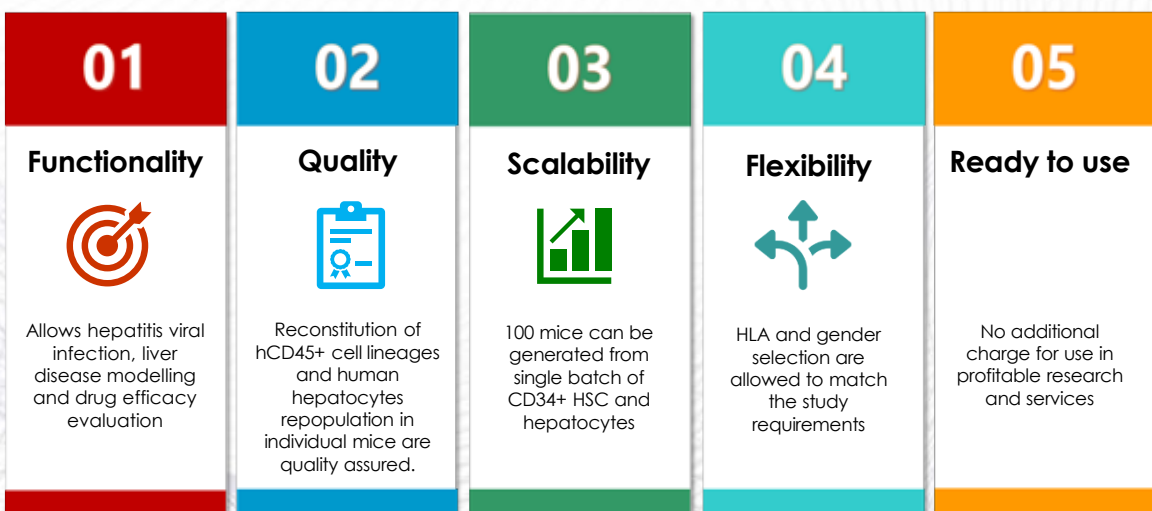 01
Functionality
Allows hepatitis viral
infection, liver
disease modelling
and drug efficacy
evaluation
02
Quality
Reconstitution of
hCD45+ cell lineages
and human
hepatocytes
repopulation in
individual mice are
quality assured.
03
Scalability
100 mice can be
generated from
single batch of
CD34+ HSC and
hepatocytes
04
Flexibility
HLA and gender
selection are
allowed to match
the study
requirements
05
Ready to use
No additional
charge for use in
profitable research
and services